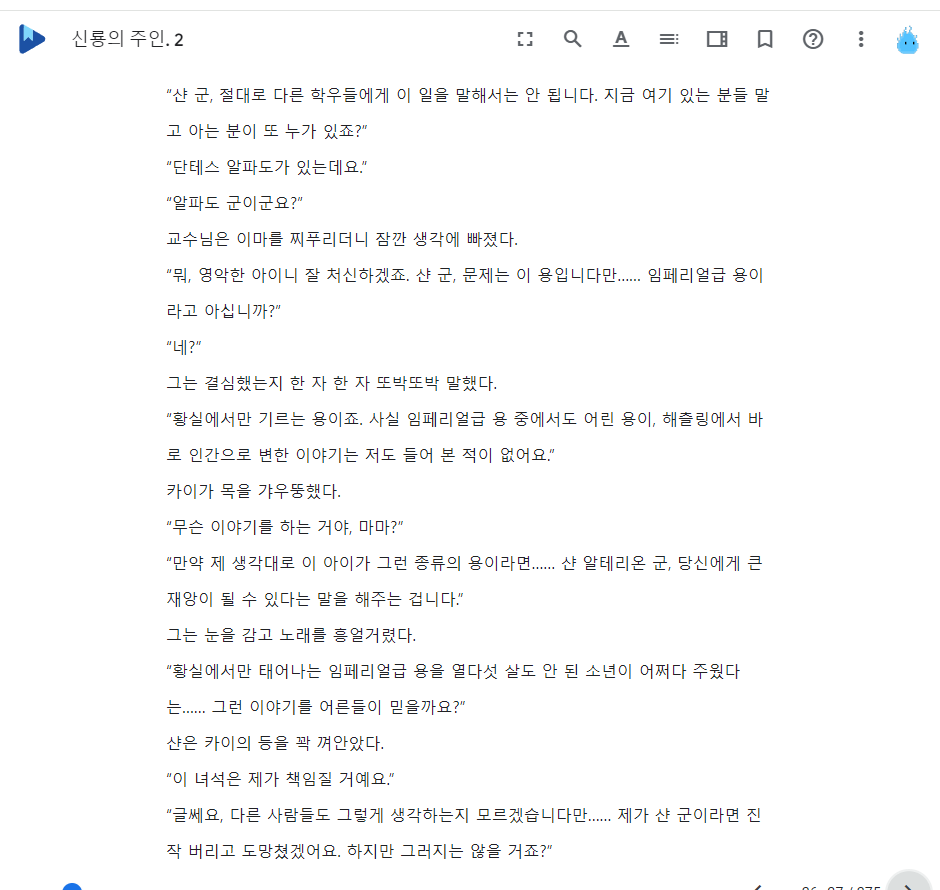 신룡의 주인. 2
“샨 군, 절대로 다른 학우들에게 이 일을 말해서는 안 됩니다. 지금 여기 있는 분들 말
고 아는 분이 또 누가 있죠?”
“단테스 알파도가 있는데요.”
“알파도 군이군요?”
교수님은 이마를 찌푸리더니 잠깐 생각에 빠졌다.
“뭐, 영악한 아이니 잘 처신하겠죠. 샨 군, 문제는 이 용입니다만...... 임페리얼급 용이
라고 아십니까?”
“네?”
그는 결심했는지 한 자 한 자 또박또박 말했다.
“황실에서만 기르는 용이죠. 사실 임페리얼급 용 중에서도 어린 용이, 해츨링에서 바
로 인간으로 변한 이야기는 저도 들어 본 적이 없어요.”
카이가 목을 갸우뚱했다.
“무슨 이야기를 하는 거야, 마마?”
“만약 제 생각대로 이 아이가 그런 종류의 용이라면...... 샨 알테리온 군, 당신에게 큰
재앙이 될 수 있다는 말을 해주는 겁니다.”
그는 눈을 감고 노래를 흥얼거렸다.
“황실에서만 태어나는 임페리얼급 용을 열다섯 살도 안 된 소년이 어쩌다 주웠다
는...... 그런 이야기를 어른들이 믿을까요?”
샨은 카이의 등을 꽉 껴안았다.
“이 녀석은 제가 책임질 거예요.”
“글쎄요, 다른 사람들도 그렇게 생각하는지 모르겠습니다만...... 제가 샨 군이라면 진
작 버리고 도망쳤겠어요. 하지만 그러지는 않을 거죠?”